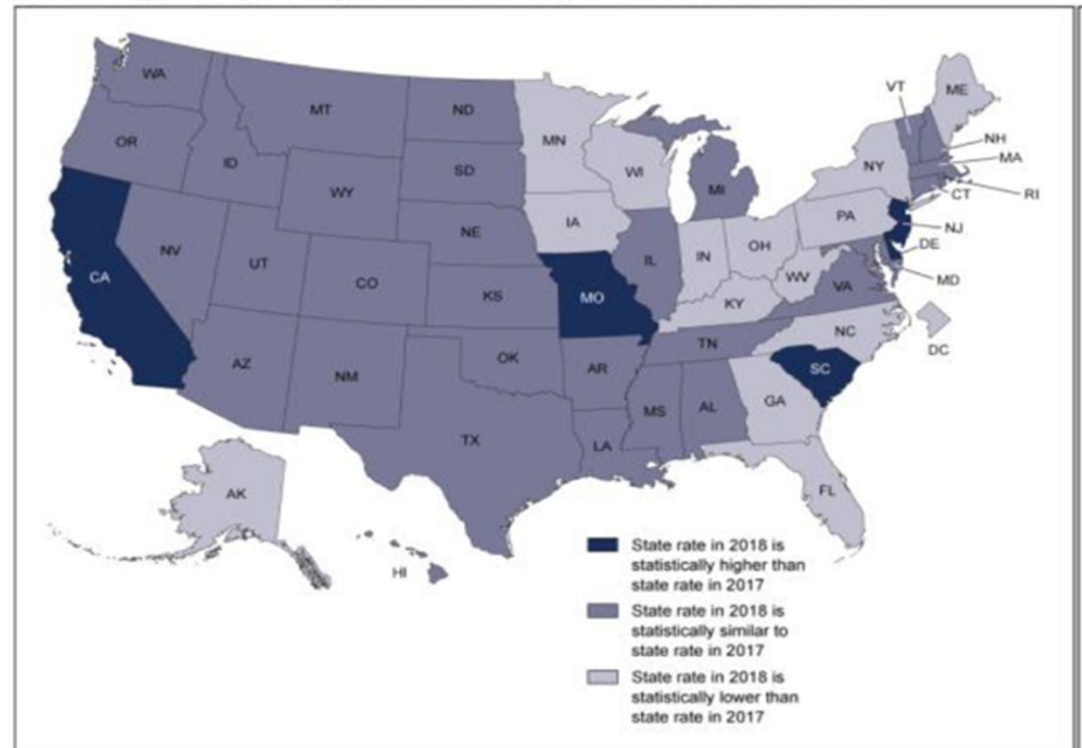 WA
MT
ND
MN
VT
ME
OR
NH
ID
SD
WI
NY
MA
WY
MI
CT
RI
IA
PA
NE
NJ
NV
OH
DE
UT
IL
IN
CA
CO
WV
MD
KS
MO
VA
KY
NC
TN
DC
AZ
OK
AR
SC
NM
GA
MS
AL
TX
LA
FL
AK
HI
State rate in 2018 is
statistically higher than
state rate in 2017
State rate in 2018 is
statistically similar to
state rate in 2017
State rate in 2018 is
statistically lower than
state rate in 2017